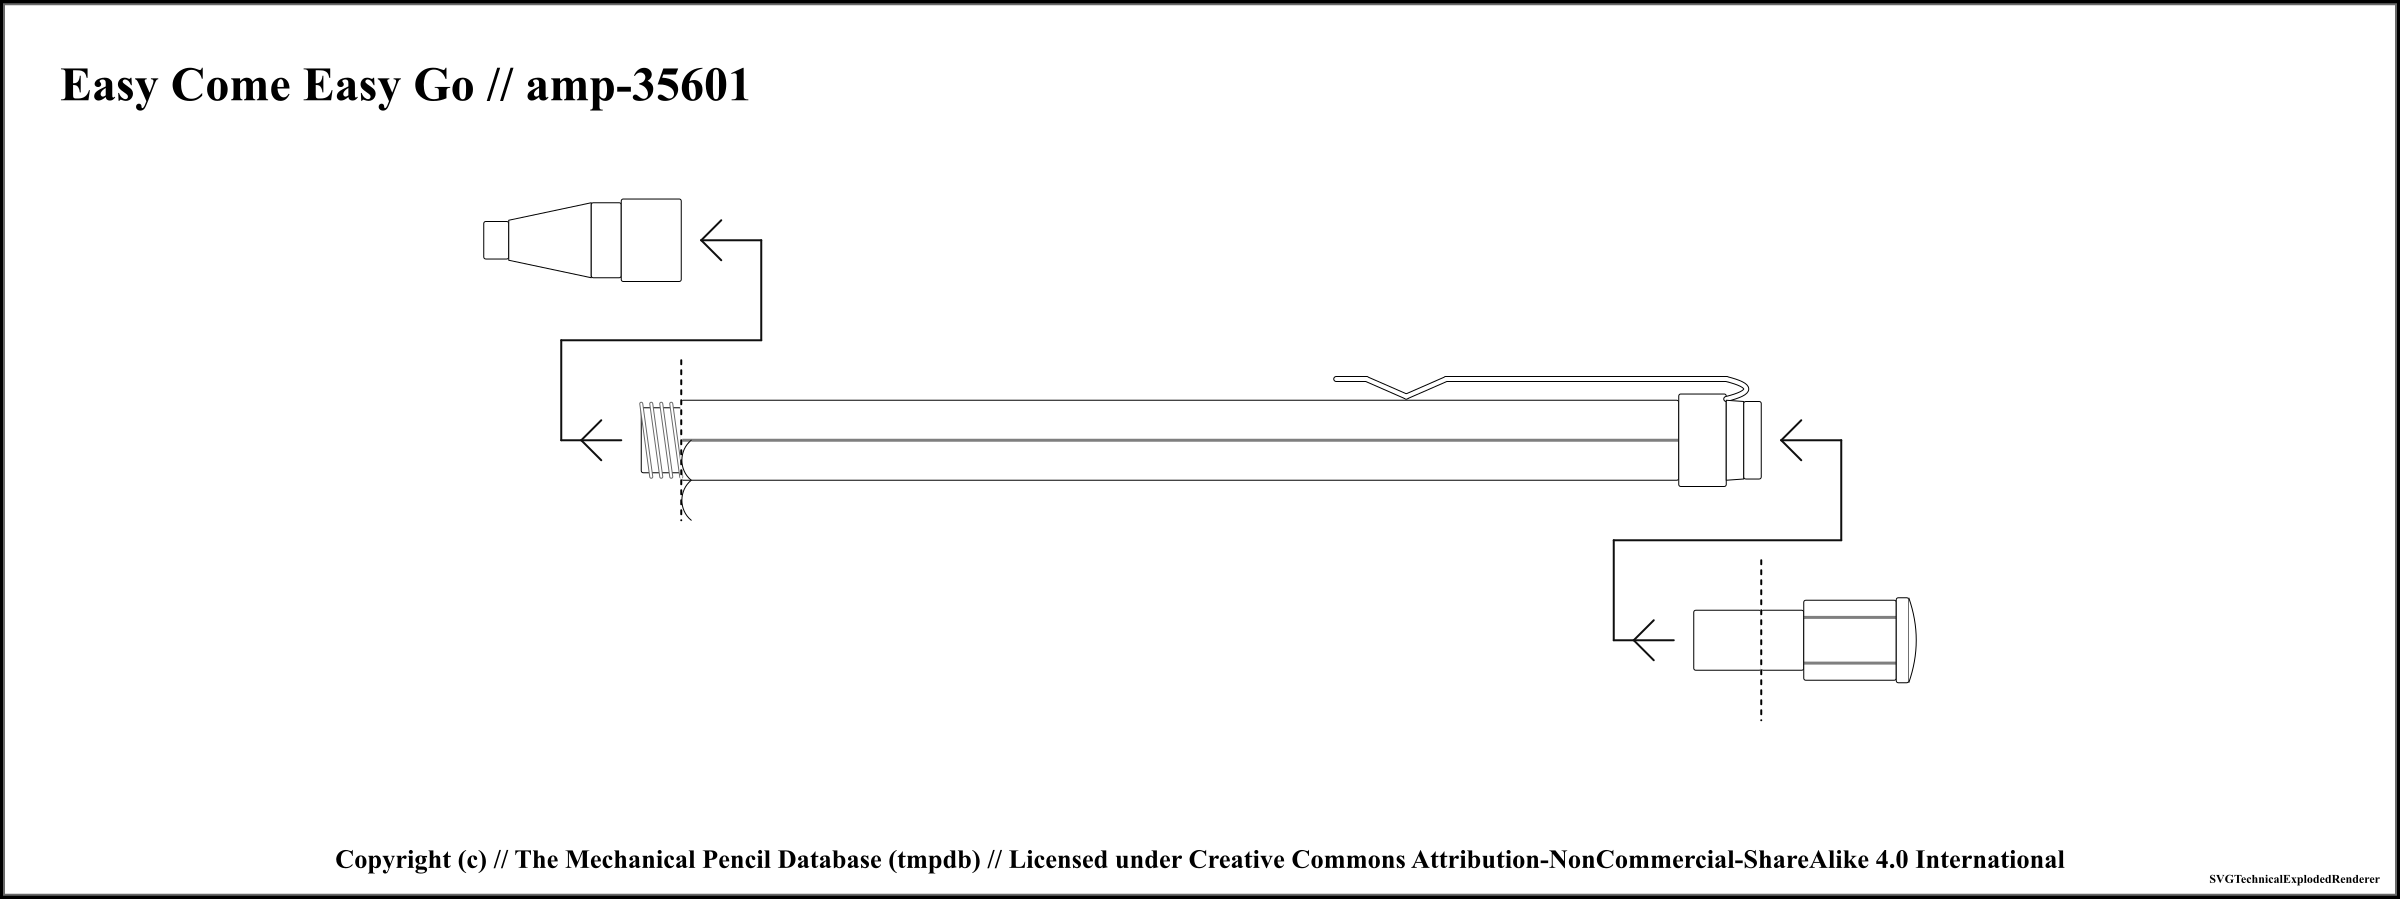 Easy Come Easy Go // amp-35601
Copyright (c) // The Mechanical Pencil Database (tmpdb) // Licensed under Creative Commons Attribution-NonCommercial-ShareAlike 4.0 International
SVGTechnicalExplodedRenderer